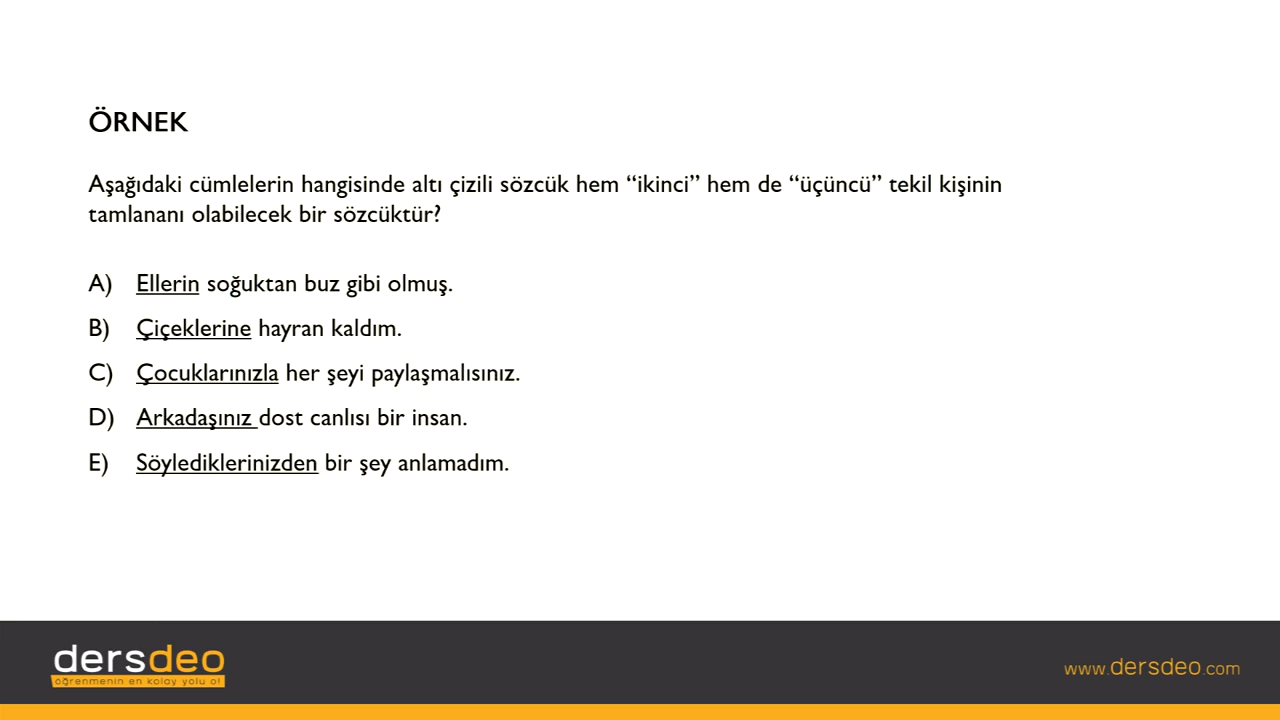 ÖRNEK
Aşağıdaki cümlelerin hangisinde altı çizili sözcük hem “ikinci” hem de “üçüncü” tekil kişinin
tamlananı olabilecek bir sözcüktür?
A) Ellerin soğuktan buz gibi olmuş.
B) Çiçeklerine hayran kaldım.
C) Çocuklarınızla her şeyi paylaşmalısınız.
D) Arkadaşınız dost canlısı bir insan.
E) Söylediklerinizden bir şey anlamadım.
dersdeo
öğrenmenin en kolay yolu o!
www.dersdeo.com